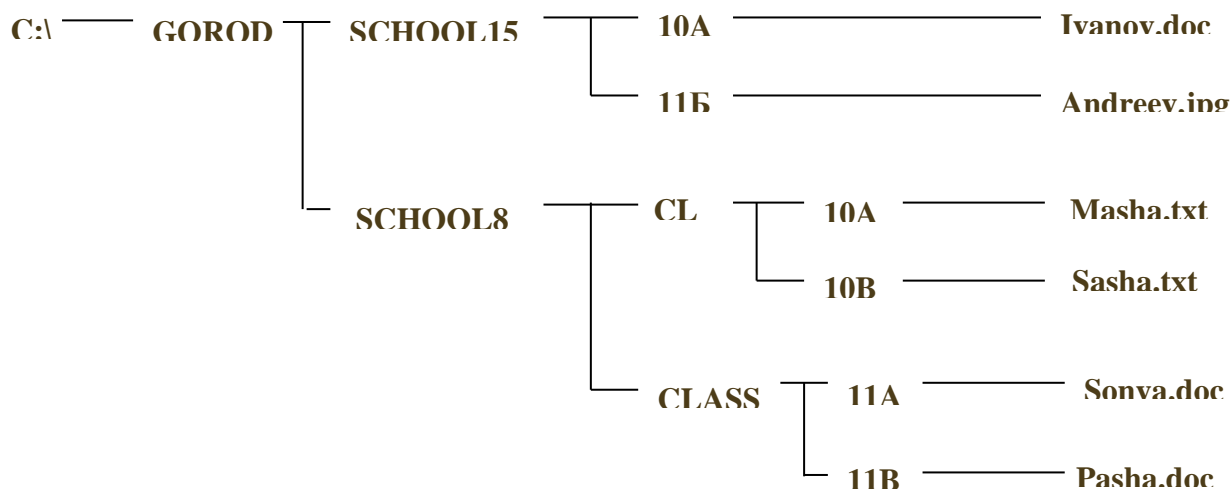 C:\ GOROD SCHOOL15 10A Ivanov.doc
11Б Andreev.jpg
SCHOOL8 CL 10A Masha.txt
10B Sasha.txt
CLASS 11A Sonya.doc
11B Pasha.doc